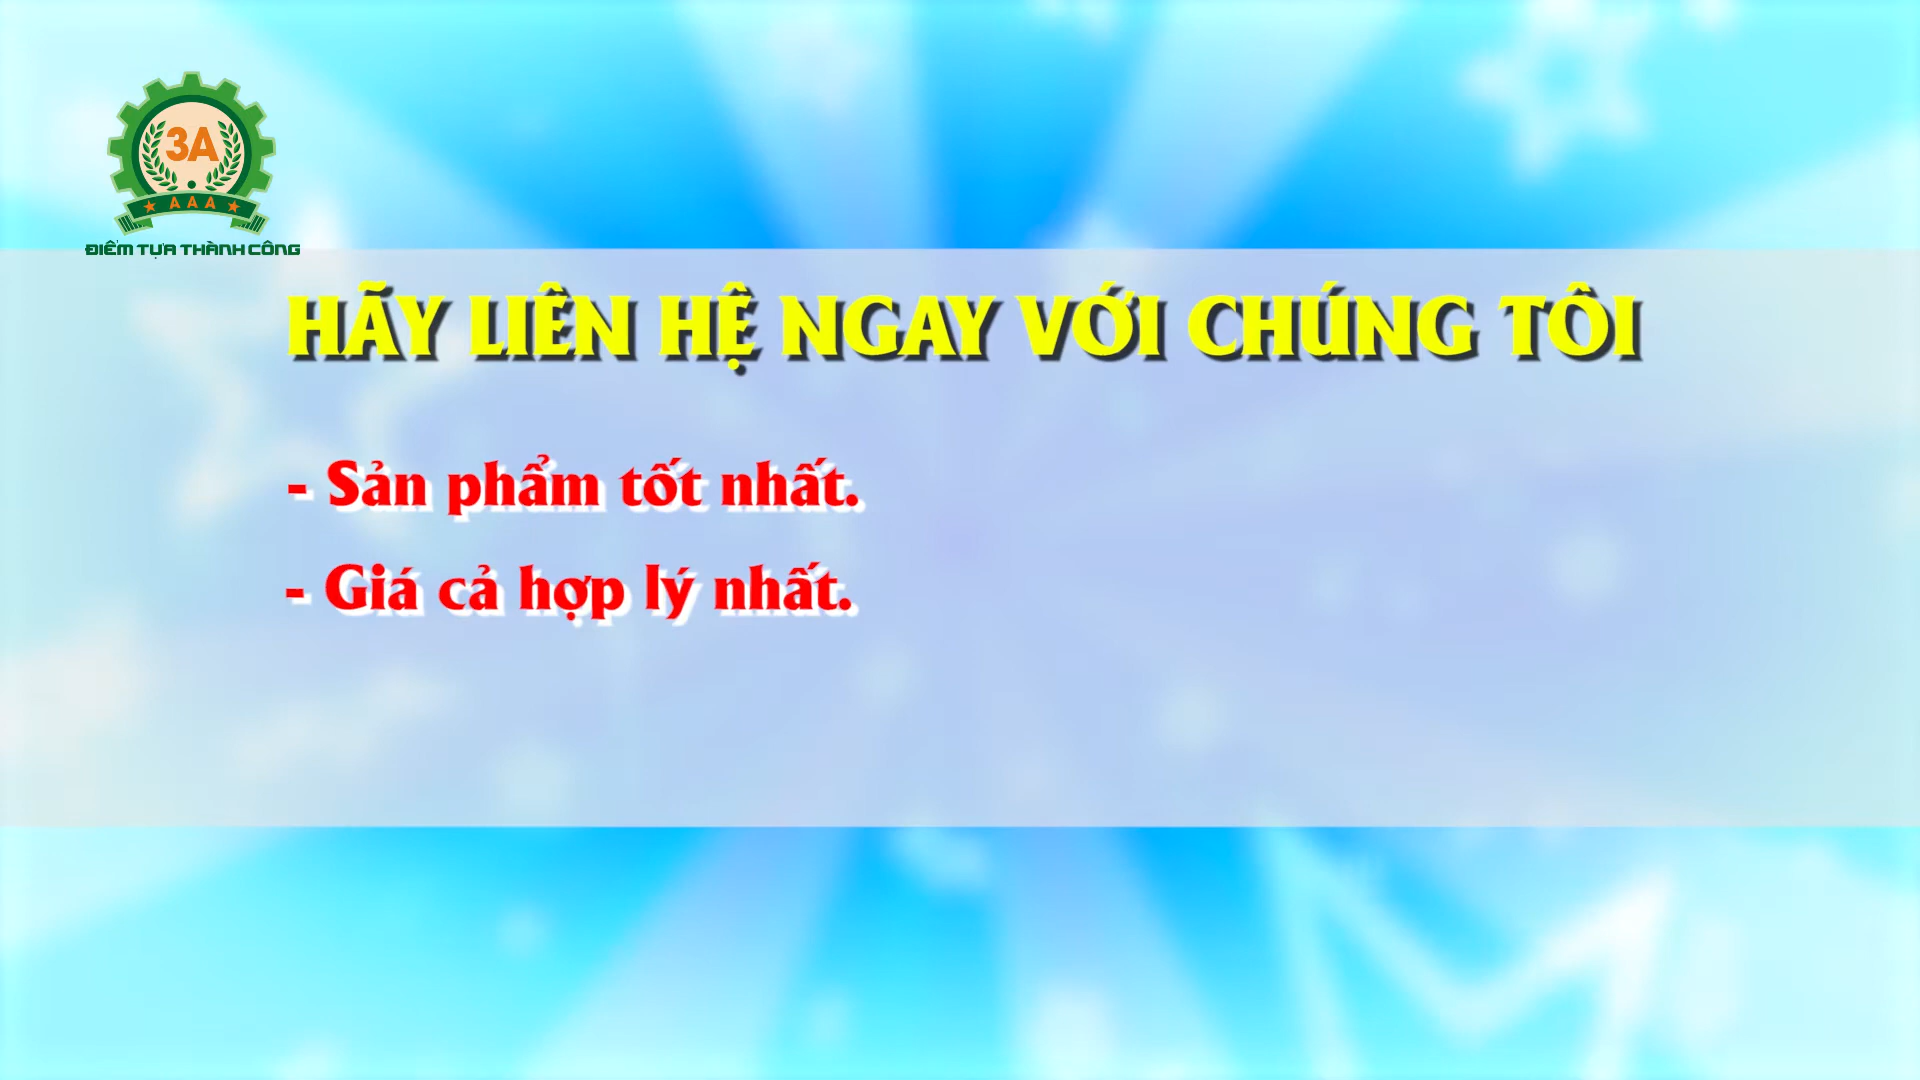 3A
AAA
ĐIỂM TỰA THÀNH CÔNG
HÃY LIÊN HỆ NGAY VỚI CHÚNG TÔI
- Sản phẩm tốt nhất.
- Giá cả hợp lý nhất.